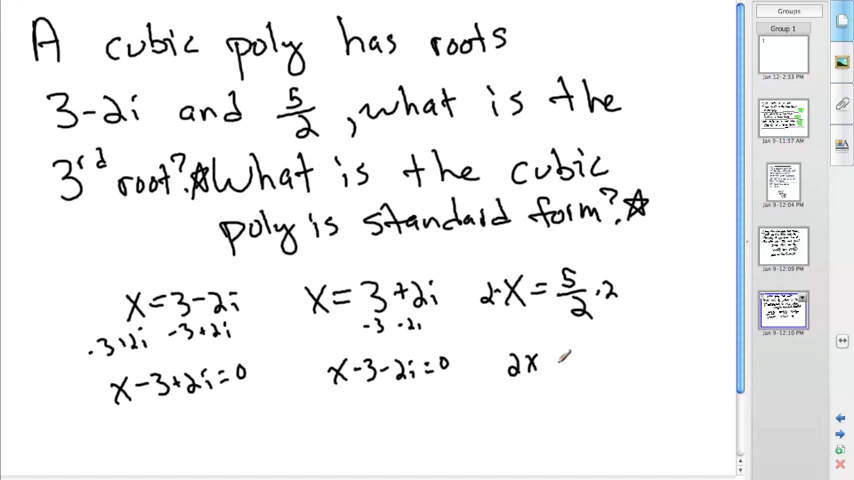 A cubic poly has roots
3-2i and 5/2, what is the
3rd root? ☆What is the cubic
poly is standard form? ☆
x = 3-2i x = 3+2i 2·x = 5/2·2
-3+2i -3+2i -3 -2i
x-3+2i=0 x-3-2i=0 2x
Groups
Group 1
1
Jan 12-2:33 PM
Jan 9-11:57 AM
Jan 9-12:04 PM
Jan 9-12:09 PM
Jan 9-12:10 PM